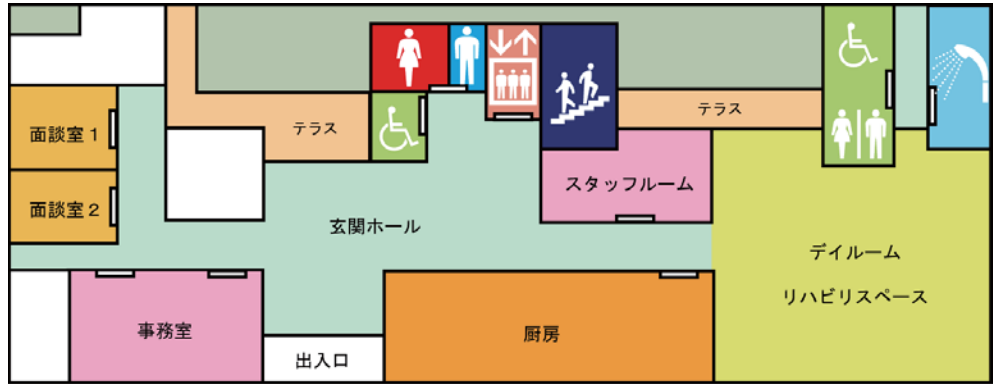 テラス
テラス
面談室1
面談室2
スタッフルーム
玄関ホール
デイルーム
リハビリスペース
事務室
厨房
出入口